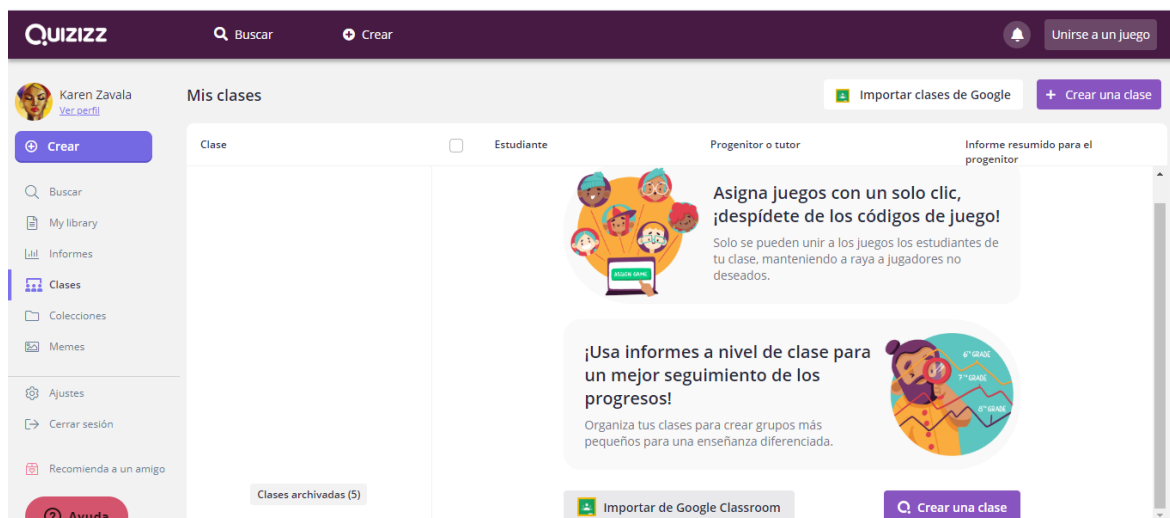 QUIZIZZ
Buscar
Crear
Unirse a un juego
Karen Zavala
Ver perfil
Mis clases
Importar clases de Google
+ Crear una clase
Crear
Clase
Estudiante
Progenitor o tutor
Informe resumido para el
progenitor
Buscar
My library
Informes
Clases
Colecciones
Memes
Ajustes
Cerrar sesión
Recomienda a un amigo
Ayuda
Clases archivadas (5)
Asigna juegos con un solo clic,
¡despídete de los códigos de juego!
Solo se pueden unir a los juegos los estudiantes de
tu clase, manteniendo a raya a jugadores no
deseados.
ASSIGN GAME
¡Usa informes a nivel de clase para
un mejor seguimiento de los
progresos!
Organiza tus clases para crear grupos más
pequeños para una enseñanza diferenciada.
6TH GRADE
7TH GRADE
8TH GRADE
Importar de Google Classroom
Crear una clase